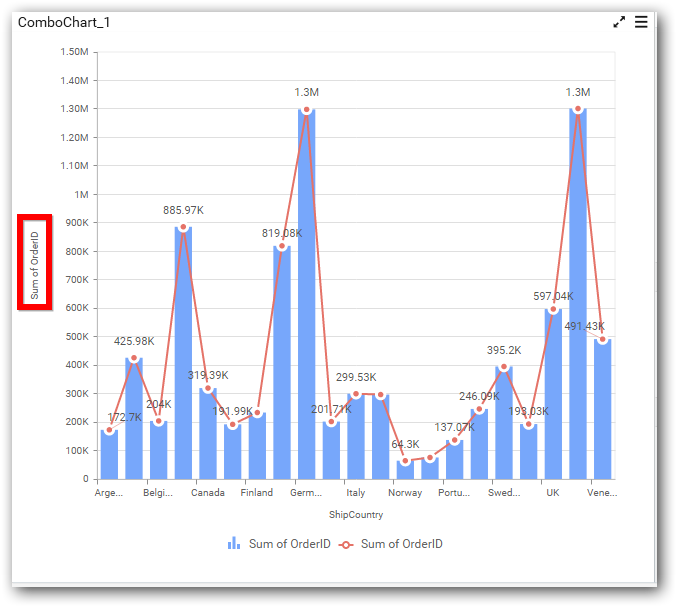 ComboChart_1
1.50M
1.40M
1.30M
1.20M
1.10M
1M
900K
800K
700K
600K
500K
400K
300K
200K
100K
0
Sum of OrderID
172.7K
425.98K
204K
885.97K
319.39K
191.99K
819.08K
1.3M
201.71K
299.53K
64.3K
137.07K
246.09K
395.2K
193.03K
597.04K
1.3M
491.43K
Arge... Belgi... Canada Finland Germ... Italy Norway Portu... Swed... UK Vene...
ShipCountry
Sum of OrderID Sum of OrderID